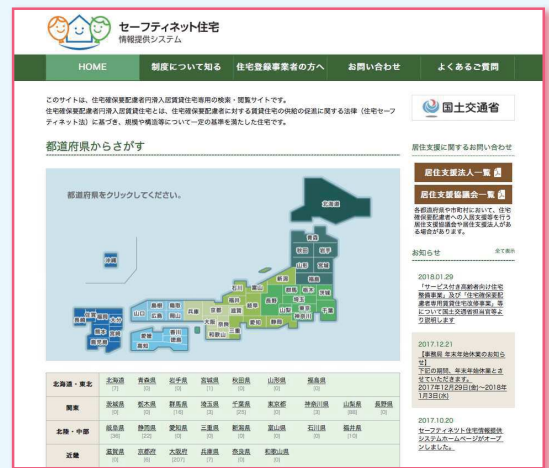 セーフティネット住宅
情報提供システム
HOME
制度について知る
住宅登録事業者の方へ
お問い合わせ
よくあるご質問
このサイトは、住宅確保要配慮者円滑入居賃貸住宅専用の検索・閲覧サイトです。
住宅確保要配慮者円滑入居賃貸住宅とは、住宅確保要配慮者に対する賃貸住宅の供給の促進に関する法律（住宅セーフ
ティネット法）に基づき、規模や構造等について一定の基準を満たした住宅です。
国土交通省
都道府県からさがす
都道府県をクリックしてください。
北海道
青森
秋田 岩手
山形 宮城
福島
新潟
石川 富山
群馬 栃木 茨城
福井 岐阜 長野 埼玉
山梨 東京 千葉
神奈川
島根 鳥取
兵庫 京都 滋賀
愛知 静岡
山口 広島 岡山
大阪 奈良 三重
和歌山
愛媛 香川
高知 徳島
長崎 佐賀 福岡 大分
熊本 宮崎
鹿児島
沖縄
居住支援に関するお問い合わせ
居住支援法人一覧
居住支援協議会一覧
各都道府県や市町村において、住宅
確保要配慮者への入居支援等を行う
居住支援協議会や居住支援法人があ
る場合があります。
お知らせ
全て表示
2018.01.29
「サービス付き高齢者向け住宅
整備事業」及び「住宅確保要配
慮者専用賃貸住宅改修事業」等
について国土交通省担当官等よ
り説明します
2017.12.21
【事務局 年末年始休業のお知ら
せ】
下記の期間、年末年始休業とさ
せていただきます。
2017年12月29日(金)～2018年
1月3日(水)
2017.10.20
セーフティネット住宅情報提供
システムホームページがオープ
ンしました。
北海道・東北 北海道 青森県 岩手県 宮城県 秋田県 山形県 福島県
[7] [0] [0] [1] [0] [0] [0]
関東 茨城県 栃木県 群馬県 埼玉県 千葉県 東京都 神奈川県 山梨県 長野県
北陸・中部 岐阜県 静岡県 愛知県 三重県 新潟県 富山県 石川県 福井県
近畿 滋賀県 京都府 大阪府 兵庫県 奈良県 和歌山県